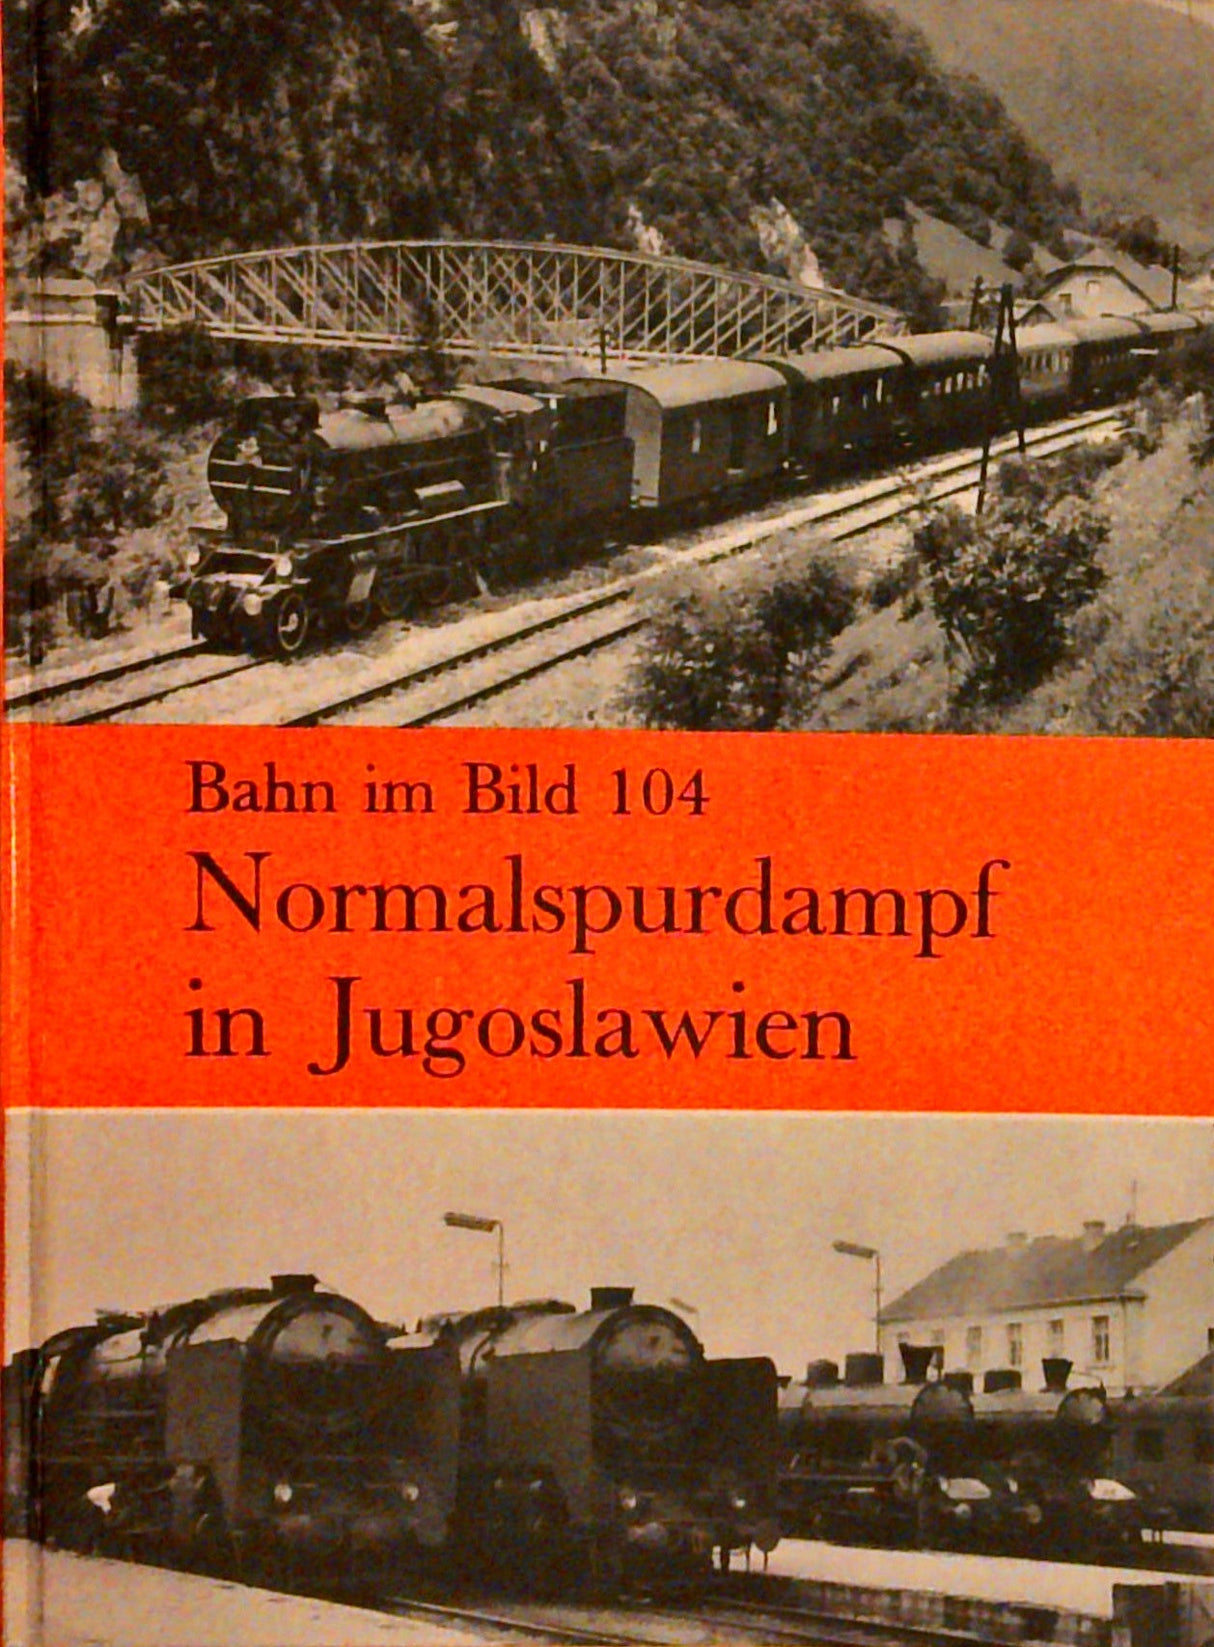 Bahn im Bild 104
Normalspurdampf
in Jugoslawien